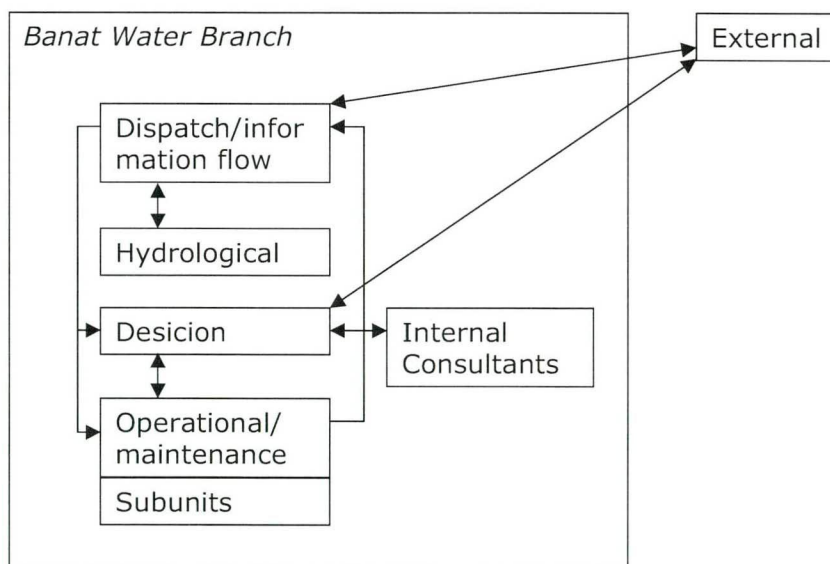 Banat Water Branch
External
Dispatch/infor
mation flow
Hydrological
Desicion
Internal
Consultants
Operational/
maintenance
Subunits